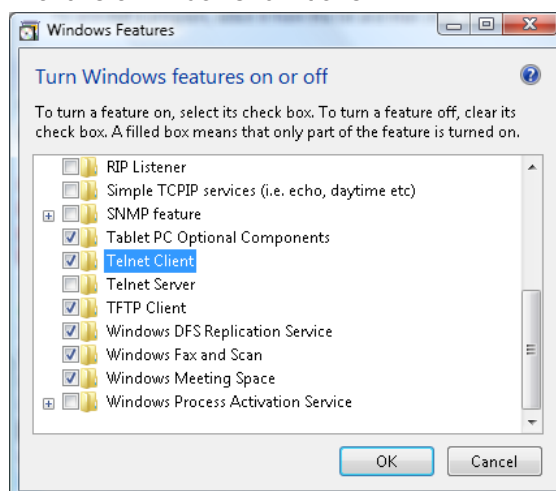 Windows Features
Turn Windows features on or off
To turn a feature on, select its check box. To turn a feature off, clear its
check box. A filled box means that only part of the feature is turned on.
RIP Listener
Simple TCPIP services (i.e. echo, daytime etc)
SNMP feature
Tablet PC Optional Components
Telnet Client
Telnet Server
TFTP Client
Windows DFS Replication Service
Windows Fax and Scan
Windows Meeting Space
Windows Process Activation Service
OK
Cancel